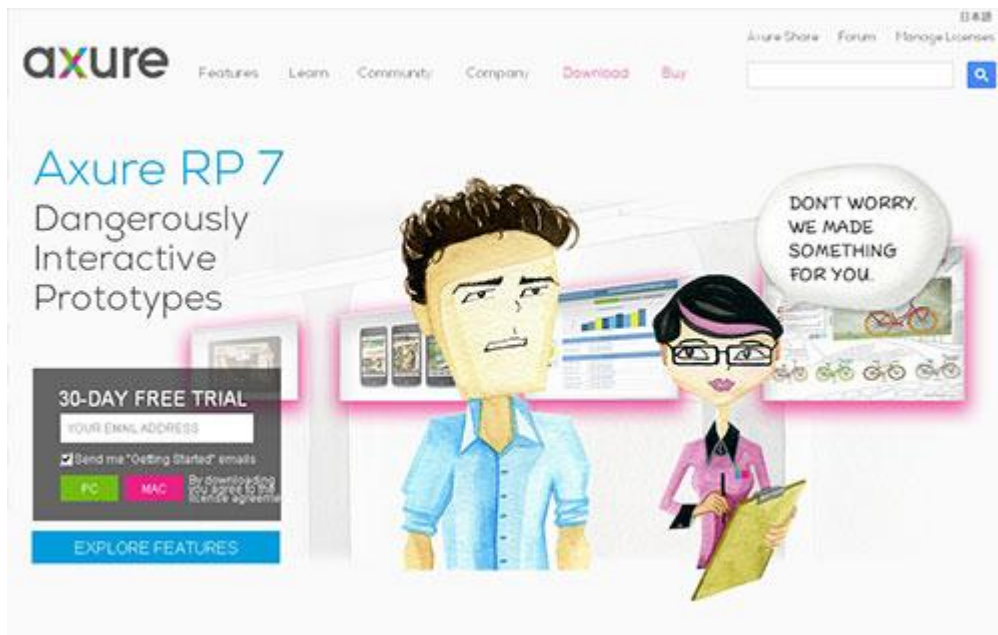 日本語
Axure Share Forum Manage Licenses
axure
Features Learn Community Company Download Buy
Axure RP 7
Dangerously
Interactive
Prototypes
DON'T WORRY.
WE MADE
SOMETHING
FOR YOU.
30-DAY FREE TRIAL
YOUR EMAIL ADDRESS
Send me "Getting Started" emails
PC MAC
By downloading
you agree to the
license agreeme
EXPLORE FEATURES